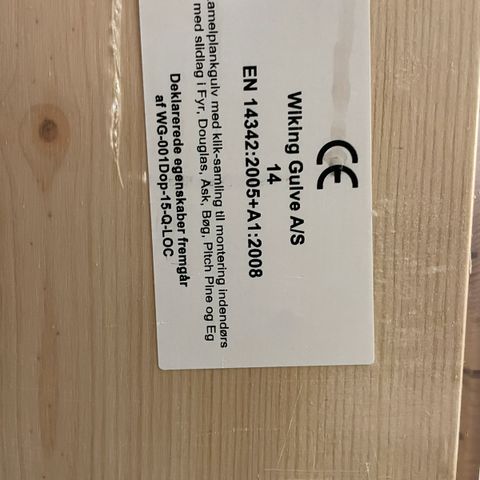 CE
Wiking Gulve A/S
14
EN 14342:2005+A1:2008
amelplankgulv med klik-samling til montering indendørs
med slidlag i Fyr, Douglas, Ask, Bøg, Pitch Pine og Eg
Deklarerede egenskaber fremgår
af WG-001Dop-15-Q-LOC